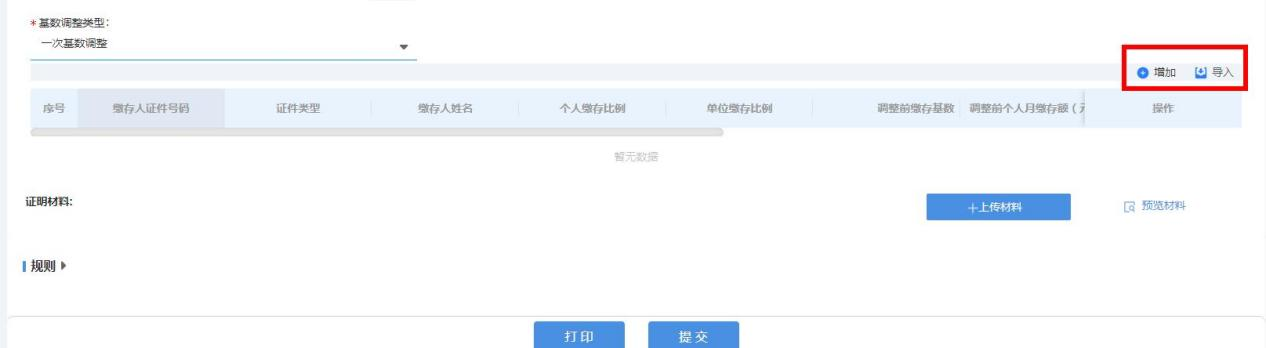 *基数调整类型：
一次基数调整
增加 导入
序号 缴存人证件号码 证件类型 缴存人姓名 个人缴存比例 单位缴存比例 调整前缴存基数 调整前个人月缴存额（ 操作
暂无数据
证明材料：
+上传材料 预览材料
规则
打印 提交